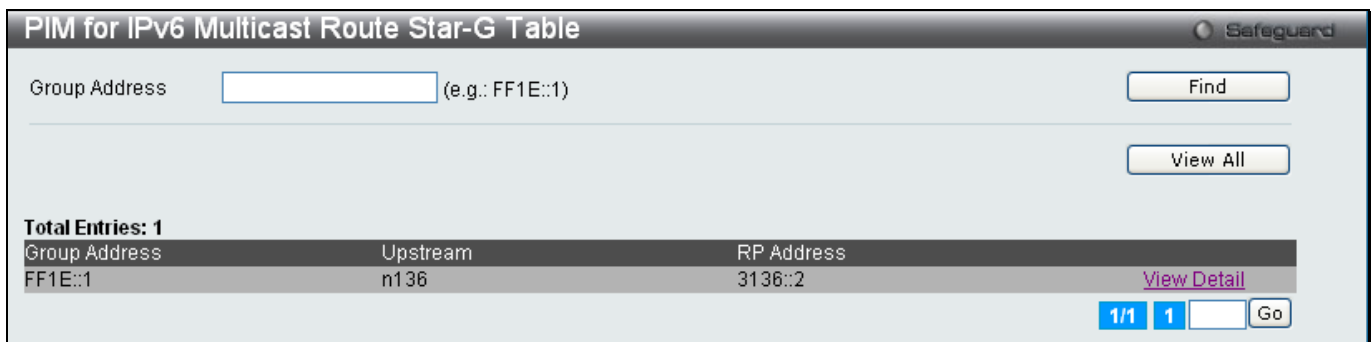 PIM for IPv6 Multicast Route Star-G Table
Safeguard
Group Address (e.g.: FF1E::1) Find
View All
Total Entries: 1
Group Address Upstream RP Address
FF1E::1 n136 3136::2 View Detail
1/1 1 Go